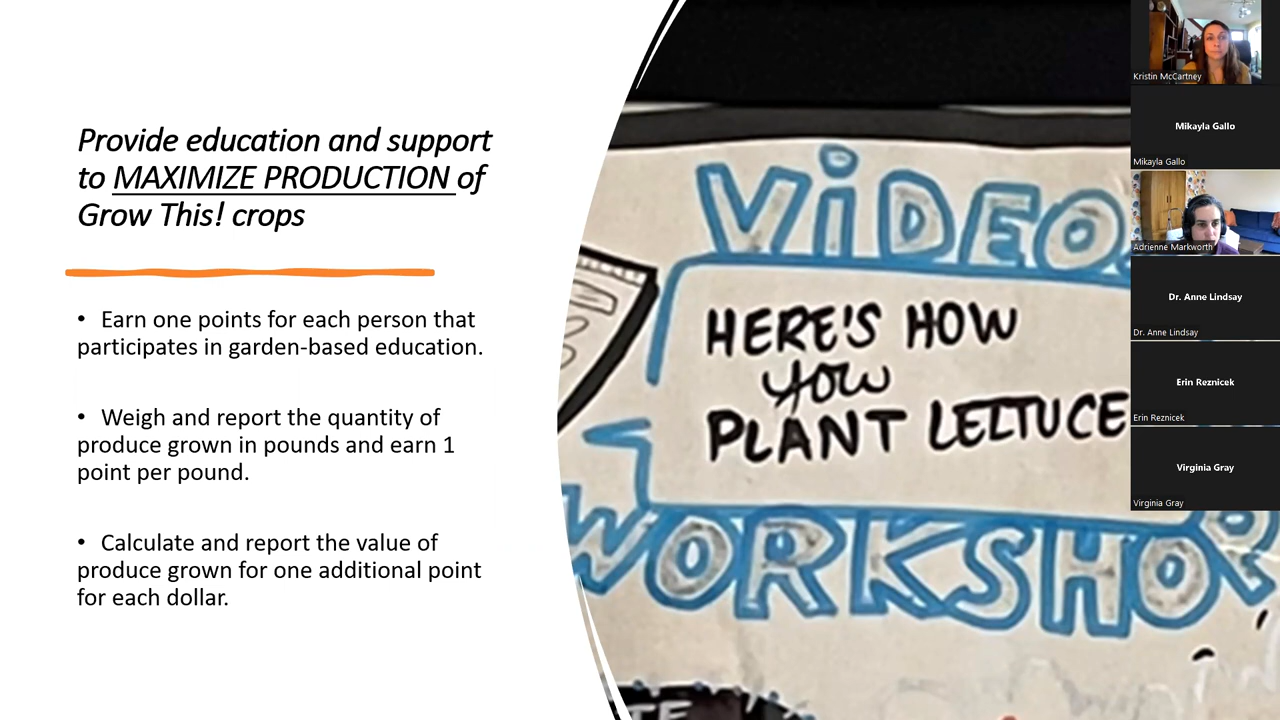 Provide education and support
to MAXIMIZE PRODUCTION of
Grow This! crops
• Earn one points for each person that
participates in garden-based education.
• Weigh and report the quantity of
produce grown in pounds and earn 1
point per pound.
• Calculate and report the value of
produce grown for one additional point
for each dollar.
VIDEO
HERE'S HOW
YOU
PLANT LETTUCE
WORKSHOP
TE
Kristin McCartney
Mikayla Gallo
Mikayla Gallo
Adrienne Markworth
Dr. Anne Lindsay
Dr. Anne Lindsay
Erin Reznicek
Erin Reznicek
Virginia Gray
Virginia Gray